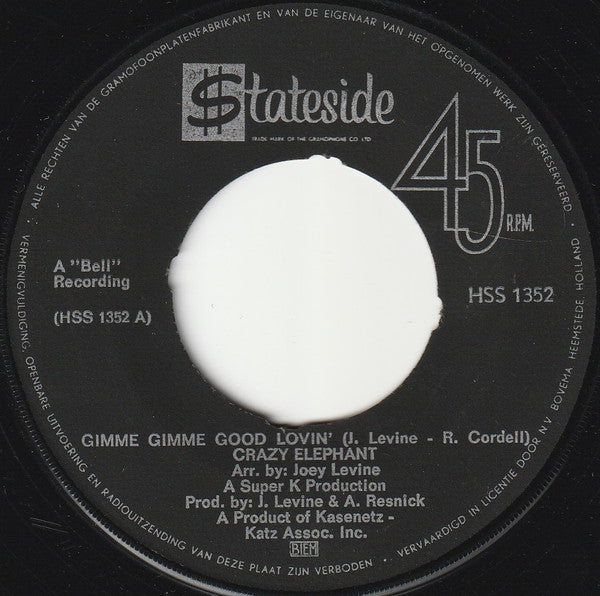 ALLE RECHTEN VAN DE GRAMOFOONPLATENFABRIKANT EN VAN DE EIGENAAR VAN HET OPGENOMEN WERK ZIJN GERESERVEERD.
VERMENIGVULDIGING, OPENBARE UITVOERING EN RADIOUITZENDING VAN DEZE PLAAT ZIJN VERBODEN / VERVAARDIGD IN LICENTIE DOOR N.V. BOVEMA, HEEMSTEDE, HOLLAND.
$tateside
TRADE MARK OF THE GRAMOPHONE CO. LTD
45
R.P.M.
A "Bell"
Recording
HSS 1352
(HSS 1352 A)
GIMME GIMME GOOD LOVIN' (J. Levine - R. Cordell)
CRAZY ELEPHANT
Arr. by: Joey Levine
A Super K Production
Prod. by: J. Levine & A. Resnick
A Product of Kasenetz -
Katz Assoc. Inc.
BIEM